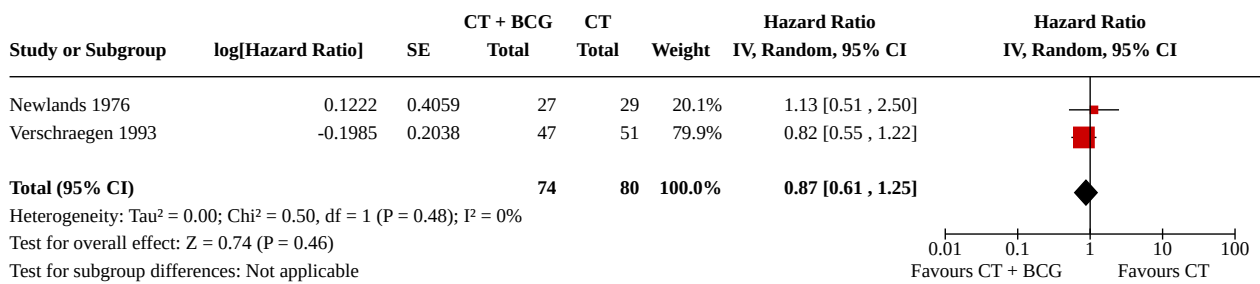 CT + BCG CT Hazard Ratio Hazard Ratio
Study or Subgroup log[Hazard Ratio] SE Total Total Weight IV, Random, 95% CI IV, Random, 95% CI
Newlands 1976 0.1222 0.4059 27 29 20.1% 1.13 [0.51 , 2.50]
Verschraegen 1993 -0.1985 0.2038 47 51 79.9% 0.82 [0.55 , 1.22]
Total (95% CI) 74 80 100.0% 0.87 [0.61 , 1.25]
Heterogeneity: Tau² = 0.00; Chi² = 0.50, df = 1 (P = 0.48); I² = 0%
Test for overall effect: Z = 0.74 (P = 0.46)
0.01 0.1 1 10 100
Test for subgroup differences: Not applicable
Favours CT + BCG Favours CT